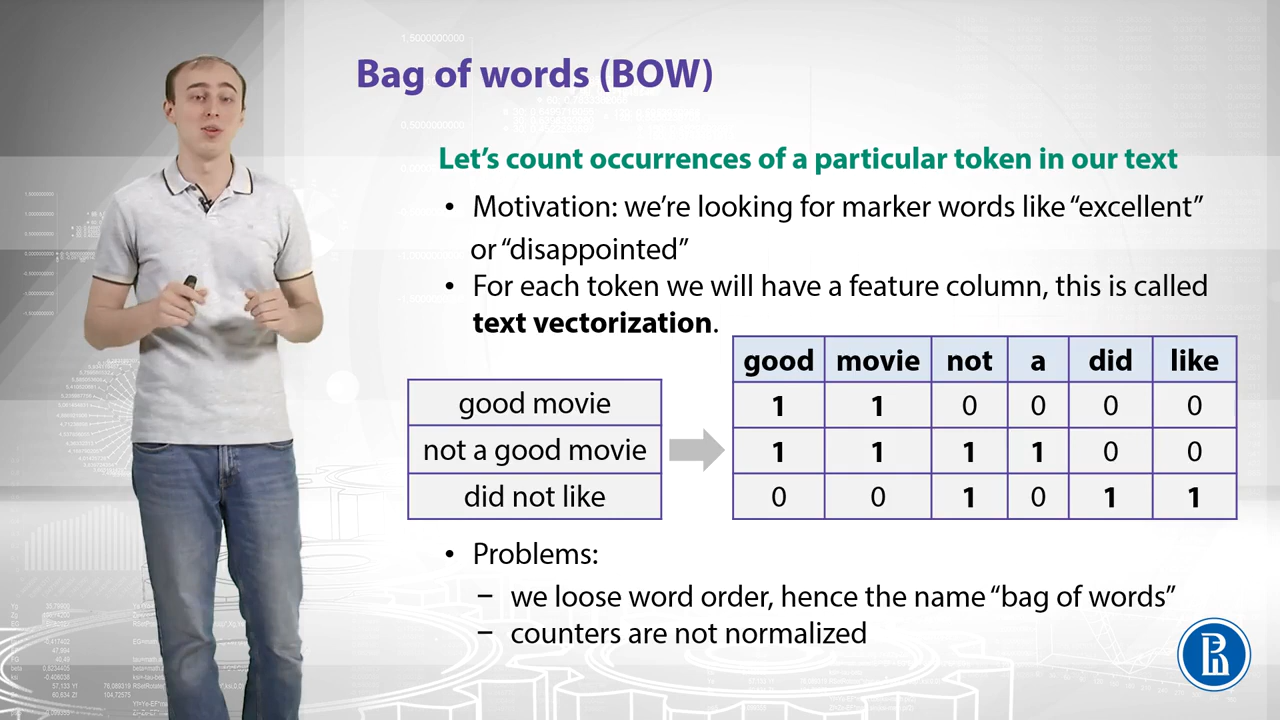 Bag of words (BOW)
Let's count occurrences of a particular token in our text
• Motivation: we're looking for marker words like “excellent”
or “disappointed”
• For each token we will have a feature column, this is called
text vectorization.
good movie not a did like
good movie 1 1 0 0 0 0
not a good movie 1 1 1 1 0 0
did not like 0 0 1 0 1 1
• Problems:
– we loose word order, hence the name “bag of words”
– counters are not normalized